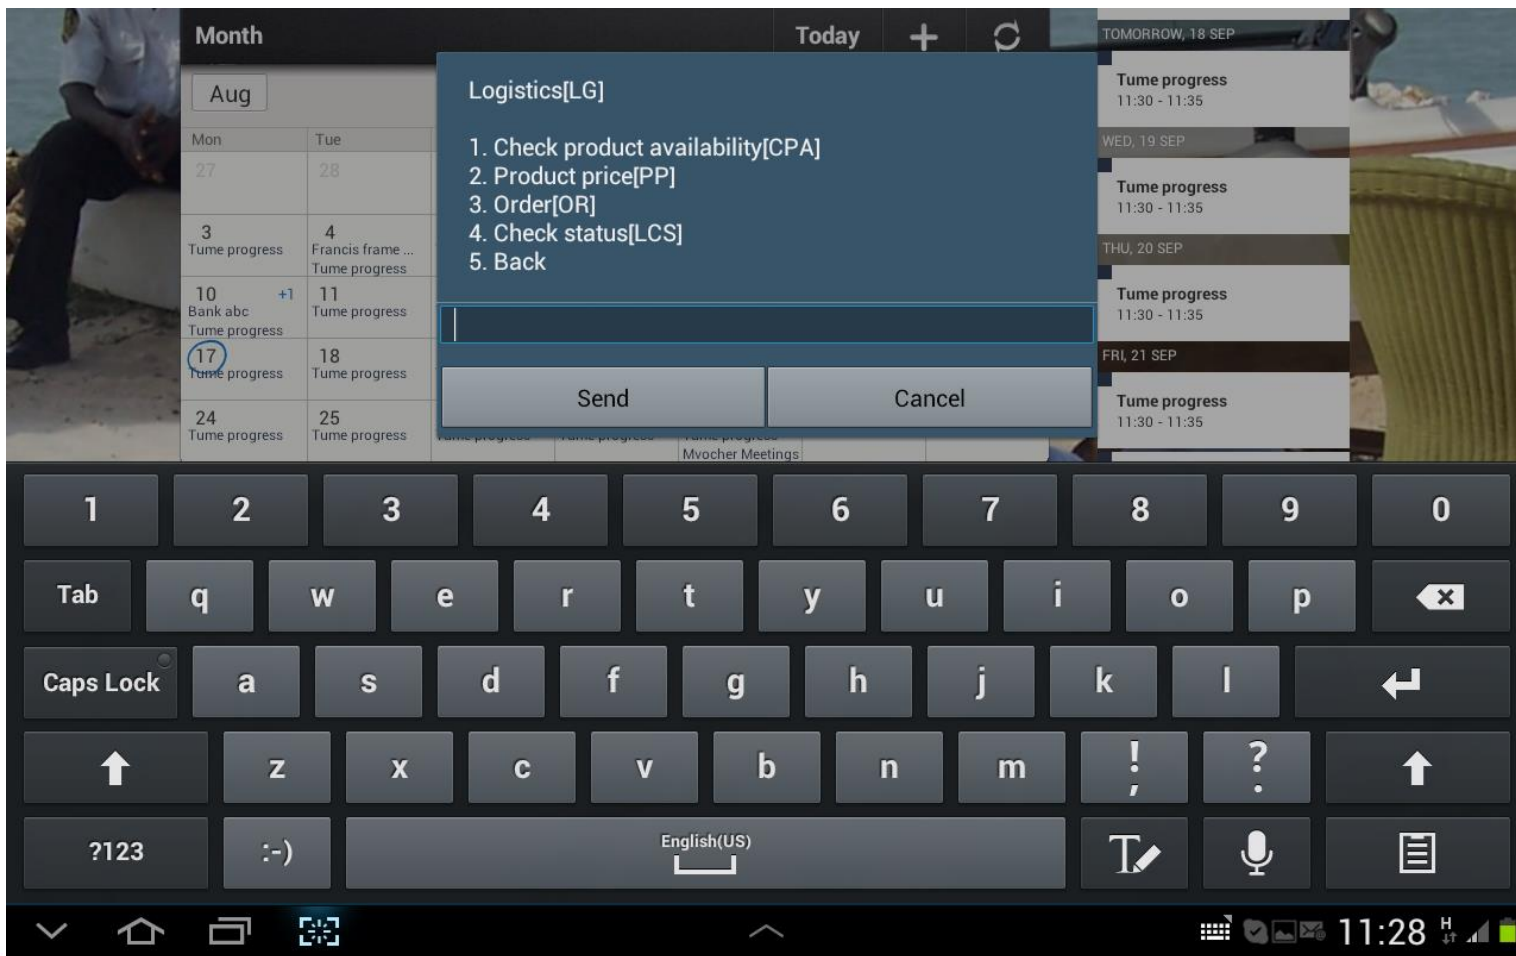 Month
Today
Aug
Mon Tue
27 28
3 4
Tume progress Francis frame ...
Tume progress
10 +1 11
Bank abc Tume progress
Tume progress
17 18
Tume progress Tume progress
24 25
Tume progress Tume progress
Mvocher Meetings
Logistics[LG]
1. Check product availability[CPA]
2. Product price[PP]
3. Order[OR]
4. Check status[LCS]
5. Back
Send Cancel
TOMORROW, 18 SEP
Tume progress
11:30 - 11:35
WED, 19 SEP
Tume progress
11:30 - 11:35
THU, 20 SEP
Tume progress
11:30 - 11:35
FRI, 21 SEP
Tume progress
11:30 - 11:35
1 2 3 4 5 6 7 8 9 0
Tab q w e r t y u i o p
Caps Lock a s d f g h j k l
z x c v b n m ! , ? .
?123 :-) English(US) T
11:28 H